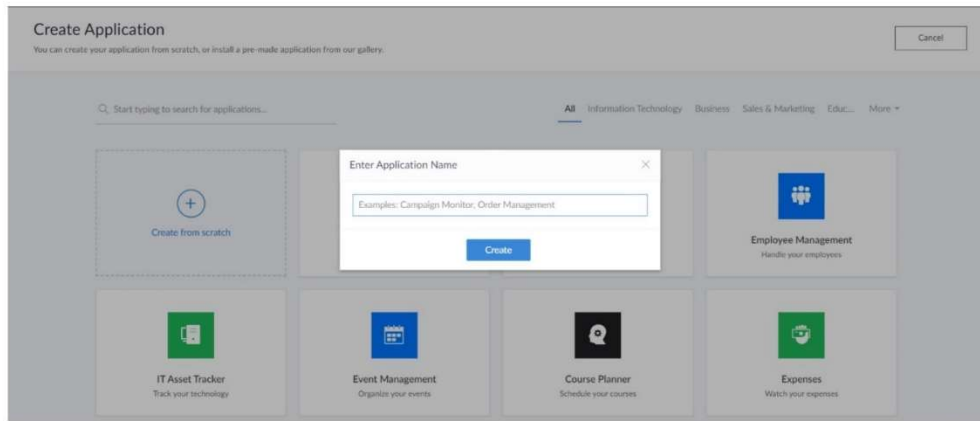 Create Application
You can create your application from scratch, or install a pre-made application from our gallery.
Cancel
Start typing to search for applications...
All Information Technology Business Sales & Marketing Educ... More
Enter Application Name
Examples: Campaign Monitor, Order Management
Create
Create from scratch
Employee Management
Handle your employees
IT Asset Tracker
Track your technology
Event Management
Organize your events
Course Planner
Schedule your courses
Expenses
Watch your expenses